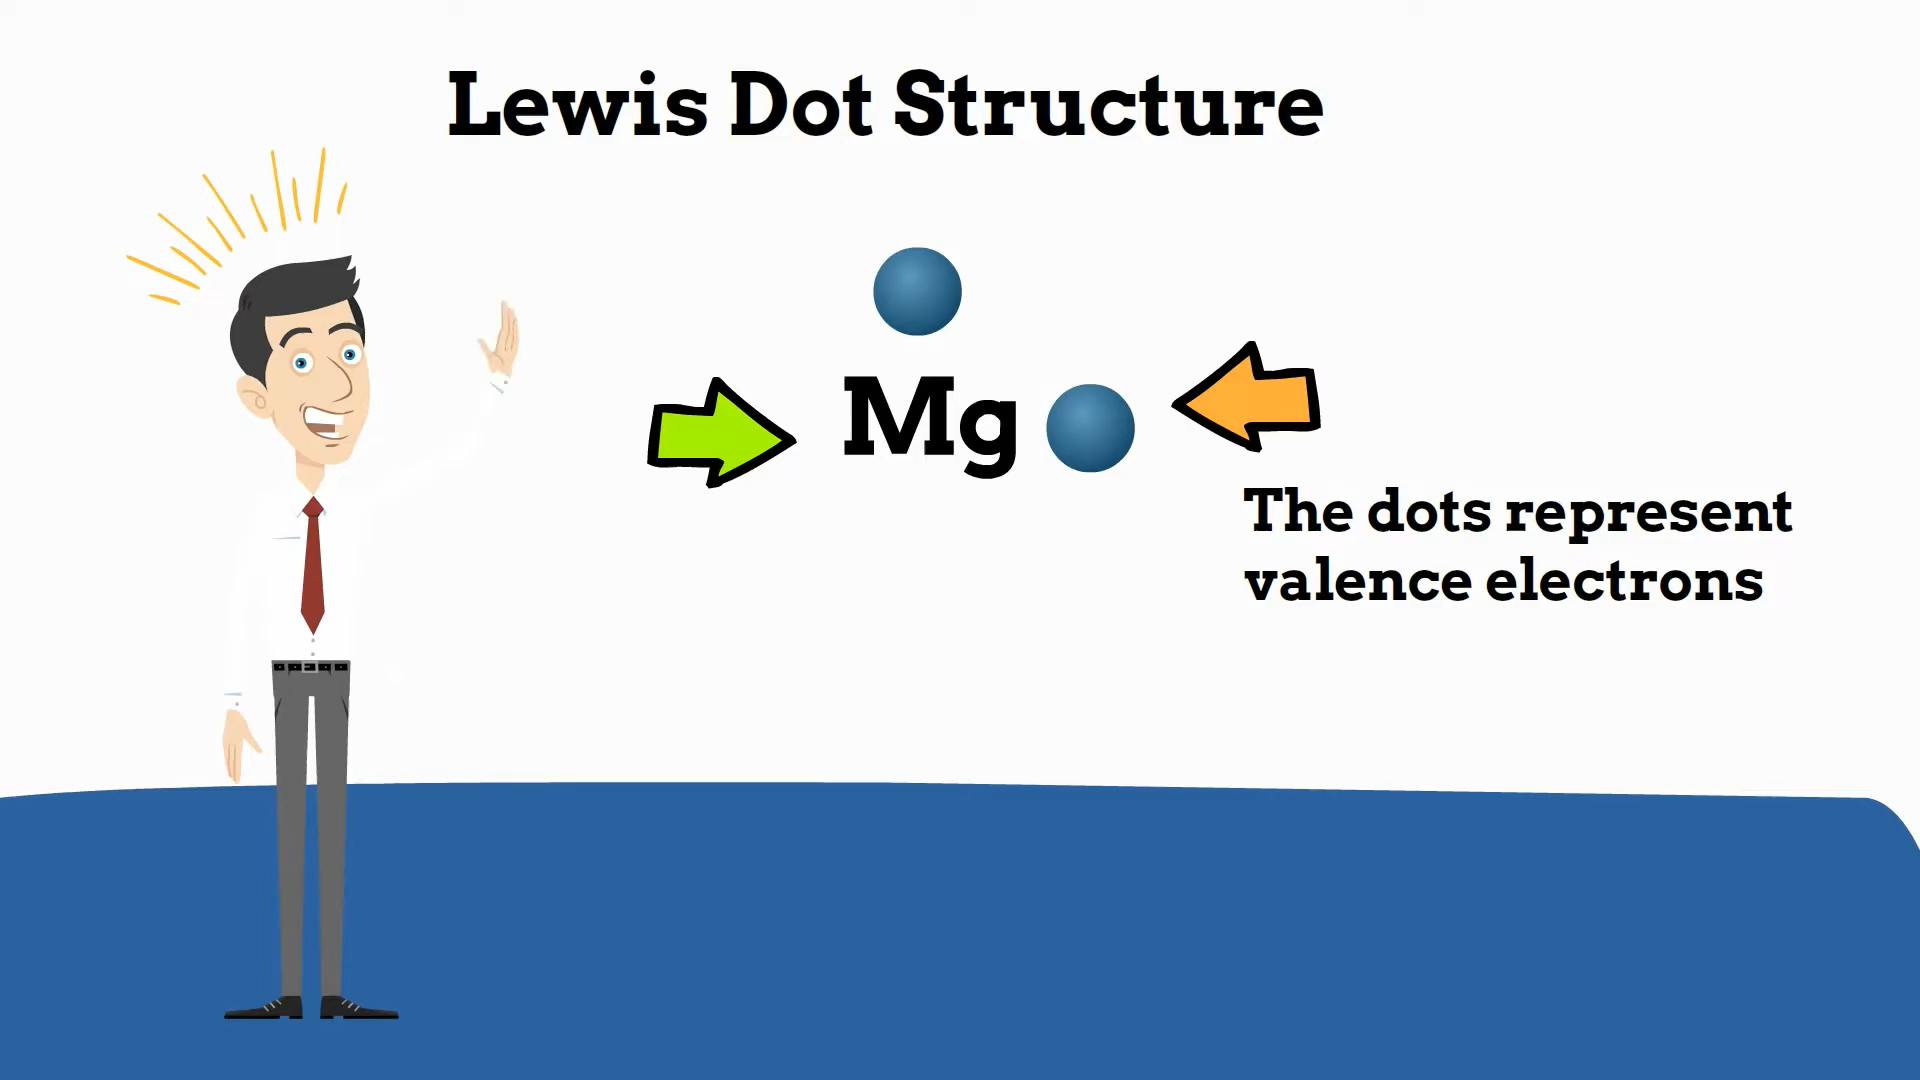 Lewis Dot Structure
Mg
The dots represent
valence electrons